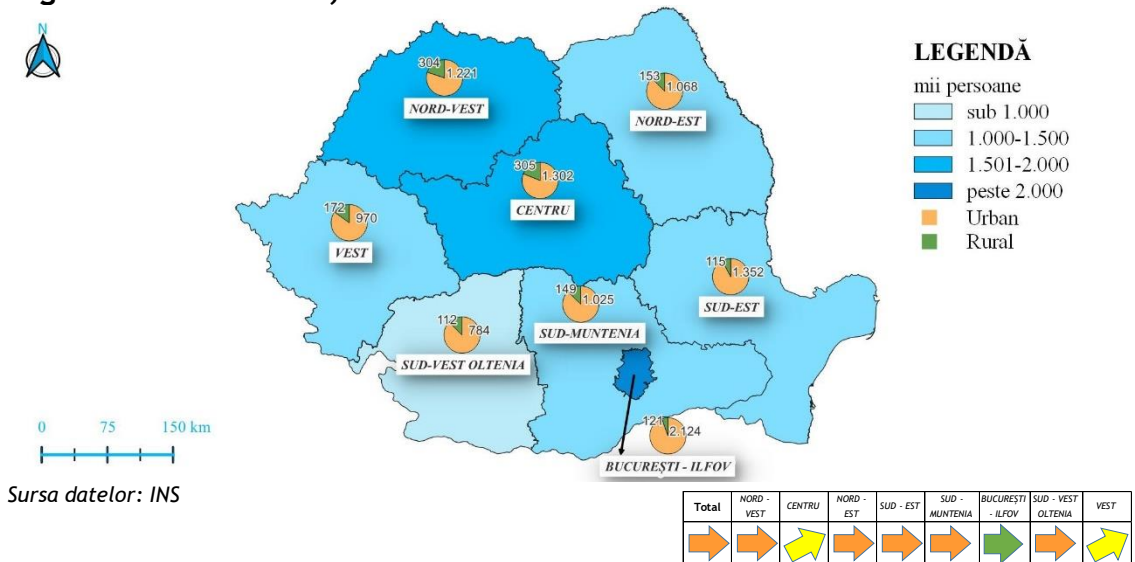 N
304
1.221
NORD-VEST
153
1.068
NORD-EST
305
1.302
CENTRU
172
970
VEST
115
1.352
SUD-EST
149
1.025
SUD-MUNTENIA
112
784
SUD-VEST OLTENIA
121
2.124
BUCUREȘTI - ILFOV
LEGENDĂ
mii persoane
sub 1.000
1.000-1.500
1.501-2.000
peste 2.000
Urban
Rural
0 75 150 km
Sursa datelor: INS
Total
NORD -
VEST
CENTRU
NORD -
EST
SUD - EST
SUD -
MUNTENIA
BUCUREȘTI
- ILFOV
SUD - VEST
OLTENIA
VEST